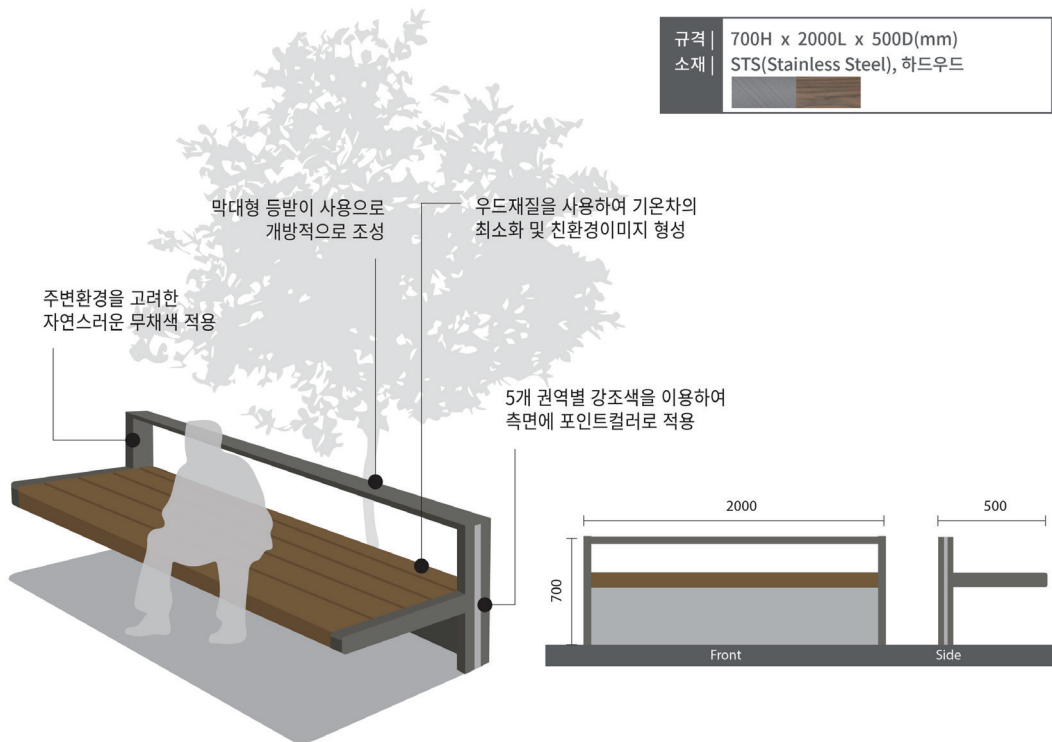 규격 | 700H x 2000L x 500D(mm)
소재 | STS(Stainless Steel), 하드우드
막대형 등받이 사용으로
개방적으로 조성
우드재질을 사용하여 기온차의
최소화 및 친환경이미지 형성
주변환경을 고려한
자연스러운 무채색 적용
5개 권역별 강조색을 이용하여
측면에 포인트컬러로 적용
2000
500
700
Front
Side